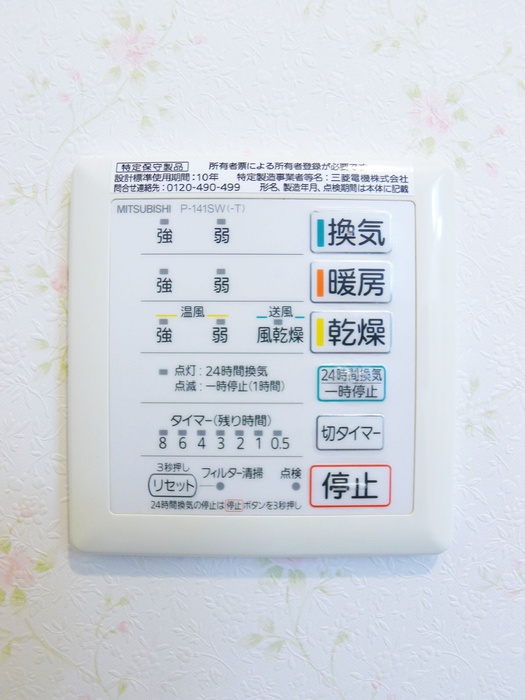 特定保守製品 所有者票による所有者登録が必要です
設計標準使用期間:10年 特定製造事業者等名:三菱電機株式会社
問合せ連絡先:0120-490-499 形名、製造年月、点検期間は本体に記載
MITSUBISHI P-141SW(-T)
強 弱 換気
強 弱 暖房
温風 送風
強 弱 風乾燥 乾燥
点灯:24時間換気
点滅:一時停止(1時間)
24時間換気
一時停止
タイマー(残り時間)
8 6 4 3 2 1 0.5
切タイマー
3秒押し
リセット フィルター清掃 点検
停止
24時間換気の停止は停止ボタンを3秒押し